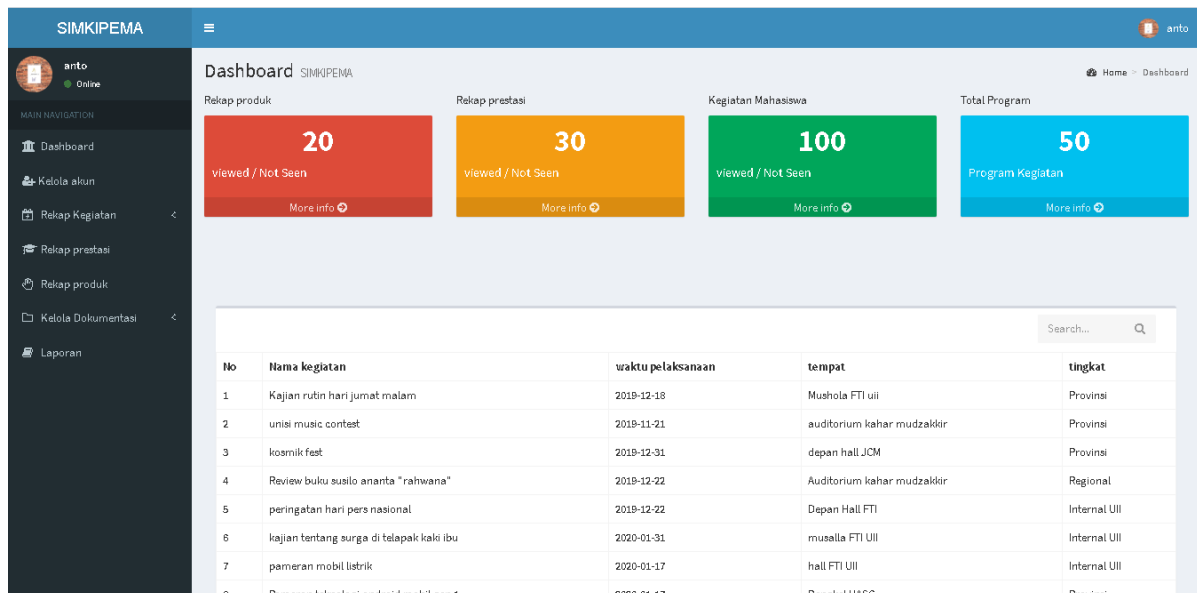 SIMKIPEMA
anto
anto
Online
MAIN NAVIGATION
Dashboard
Kelola akun
Rekap Kegiatan
Rekap prestasi
Rekap produk
Kelola Dokumentasi
Laporan
Dashboard SIMKIPEMA
Home > Dashboard
Rekap produk
20
viewed / Not Seen
More info
Rekap prestasi
30
viewed / Not Seen
More info
Kegiatan Mahasiswa
100
viewed / Not Seen
More info
Total Program
50
Program Kegiatan
More info
Search...
No Nama kegiatan waktu pelaksanaan tempat tingkat
1 Kajian rutin hari jumat malam 2019-12-18 Mushola FTI uii Provinsi
2 unisi music contest 2019-11-21 auditorium kahar mudzakkir Provinsi
3 kosmik fest 2019-12-31 depan hall JCM Provinsi
4 Review buku susilo ananta "rahwana" 2019-12-22 Auditorium kahar mudzakkir Regional
5 peringatan hari pers nasional 2019-12-22 Depan Hall FTI Internal UII
6 kajian tentang surga di telapak kaki ibu 2020-01-31 musalla FTI UII Internal UII
7 pameran mobil listrik 2020-01-17 hall FTI UII Internal UII